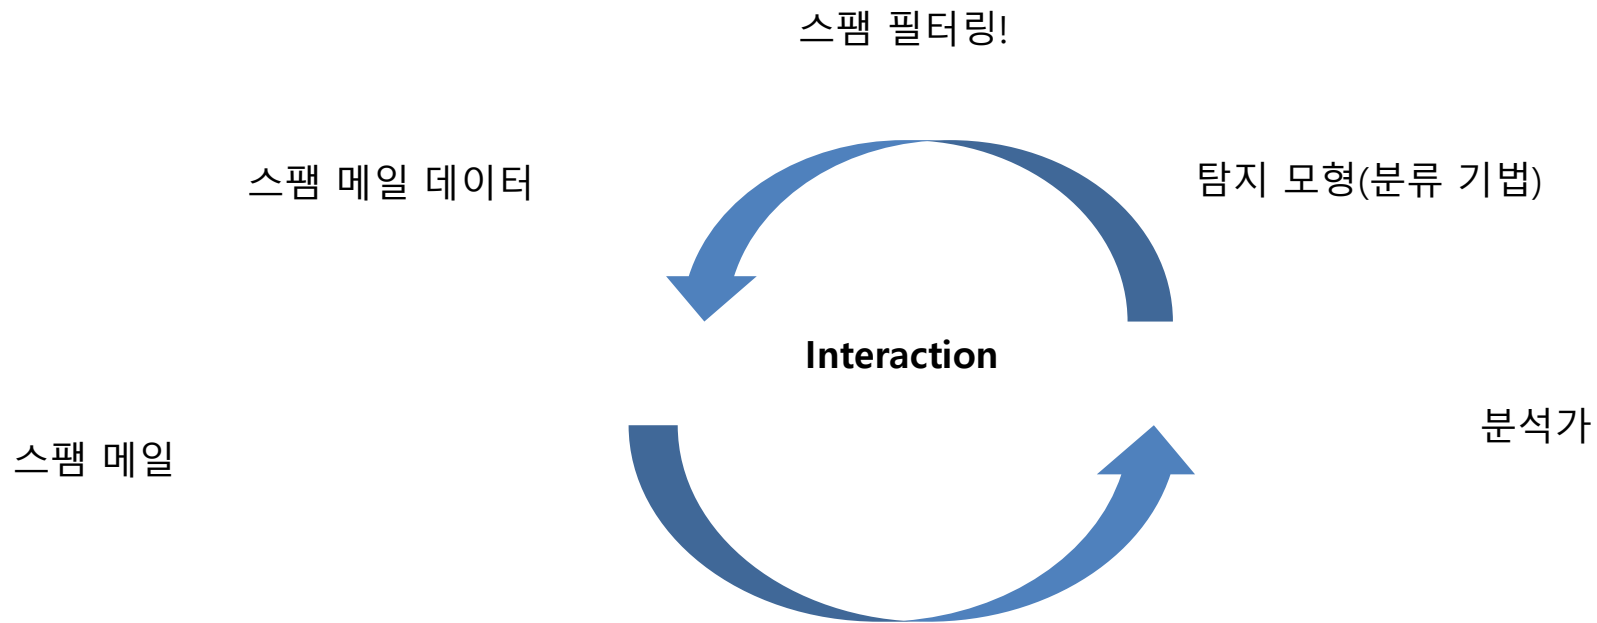 스팸 필터링!
스팸 메일 데이터
탐지 모형(분류 기법)
Interaction
분석가
스팸 메일